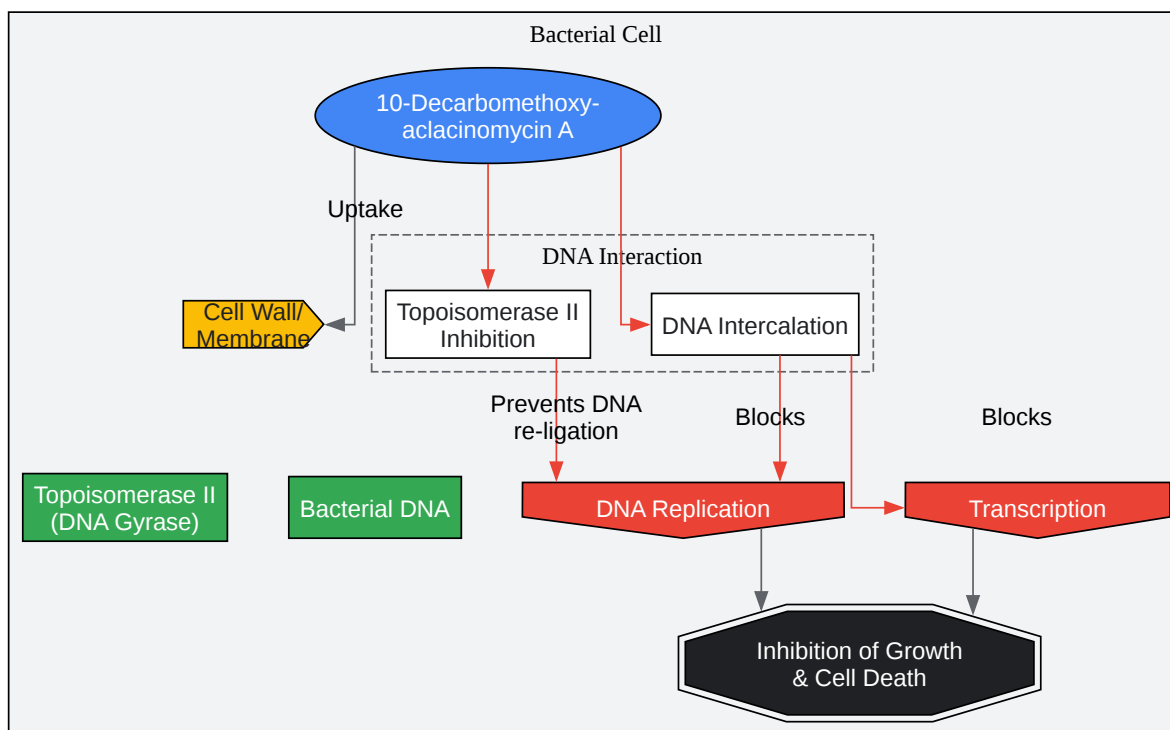 Bacterial Cell
10-Decarbomethoxy-
aclacinomycin A
Uptake
DNA Interaction
Cell Wall/
Membrane
Topoisomerase II
Inhibition
DNA Intercalation
Prevents DNA
re-ligation
Blocks
Blocks
Topoisomerase II
(DNA Gyrase)
Bacterial DNA
DNA Replication
Transcription
Inhibition of Growth
& Cell Death